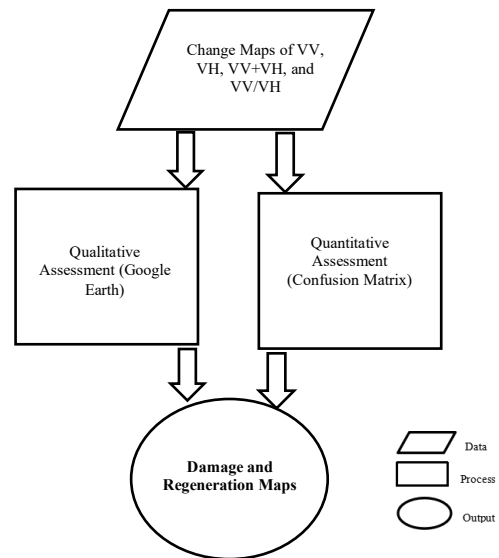 Change Maps of VV,
VH, VV+VH, and
VV/VH
Qualitative
Assessment (Google
Earth)
Quantitative
Assessment
(Confusion Matrix)
Damage and
Regeneration Maps
Data
Process
Output